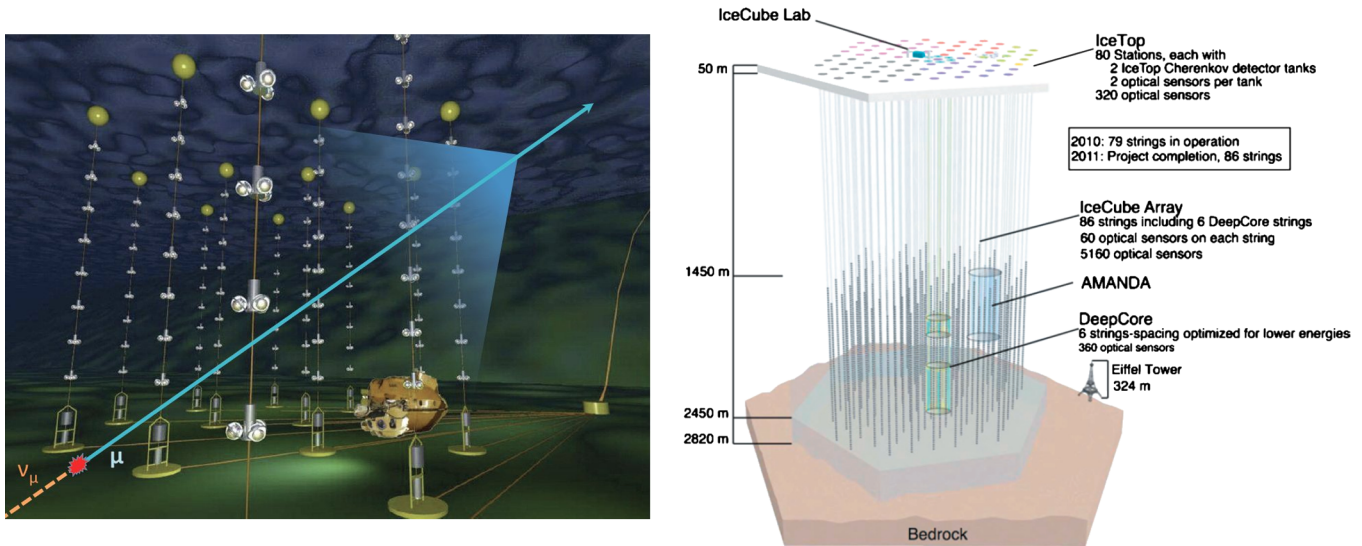 ν_μ
μ
IceCube Lab
IceTop
80 Stations, each with
2 IceTop Cherenkov detector tanks
2 optical sensors per tank
320 optical sensors
50 m
2010: 79 strings in operation
2011: Project completion, 86 strings
IceCube Array
86 strings including 6 DeepCore strings
60 optical sensors on each string
5160 optical sensors
1450 m
AMANDA
DeepCore
6 strings-spacing optimized for lower energies
360 optical sensors
Eiffel Tower
324 m
2450 m
2820 m
Bedrock